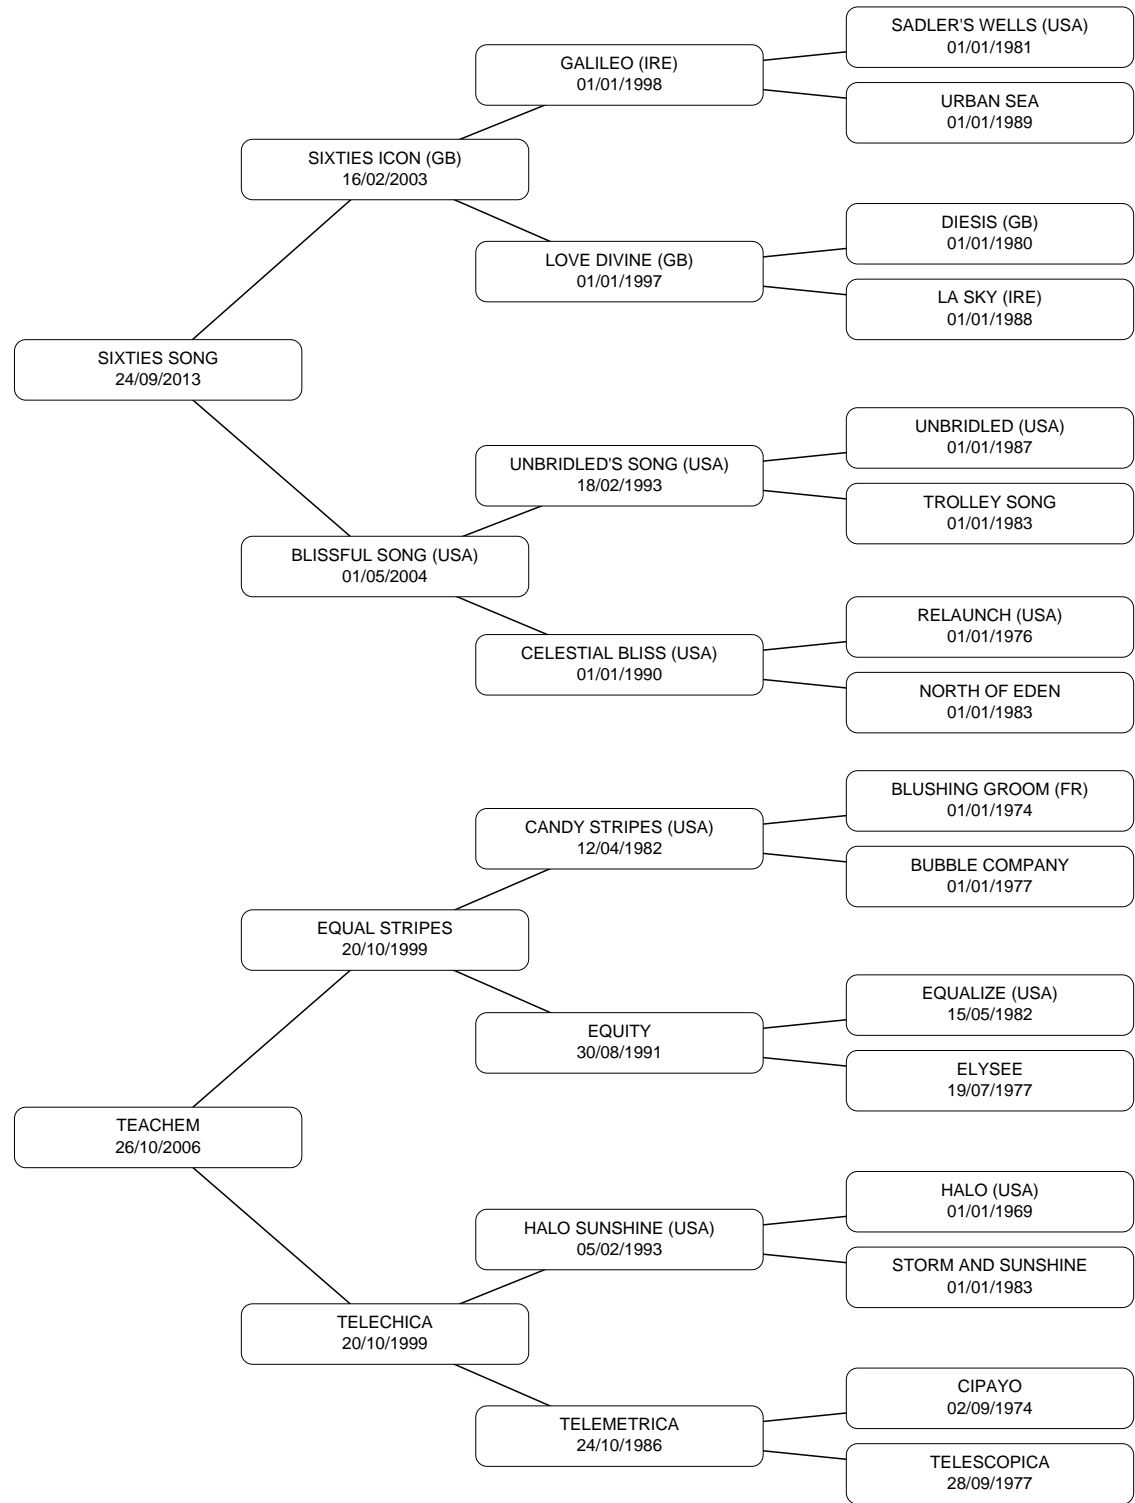 SADLER'S WELLS (USA)
01/01/1981
GALILEO (IRE)
01/01/1998
URBAN SEA
01/01/1989
SIXTIES ICON (GB)
16/02/2003
DIESIS (GB)
01/01/1980
LOVE DIVINE (GB)
01/01/1997
LA SKY (IRE)
01/01/1988
SIXTIES SONG
24/09/2013
UNBRIDLED (USA)
01/01/1987
UNBRIDLED'S SONG (USA)
18/02/1993
TROLLEY SONG
01/01/1983
BLISSFUL SONG (USA)
01/05/2004
RELAUNCH (USA)
01/01/1976
CELESTIAL BLISS (USA)
01/01/1990
NORTH OF EDEN
01/01/1983
BLUSHING GROOM (FR)
01/01/1974
CANDY STRIPES (USA)
12/04/1982
BUBBLE COMPANY
01/01/1977
EQUAL STRIPES
20/10/1999
EQUALIZE (USA)
15/05/1982
EQUITY
30/08/1991
ELYSEE
19/07/1977
TEACHEM
26/10/2006
HALO (USA)
01/01/1969
HALO SUNSHINE (USA)
05/02/1993
STORM AND SUNSHINE
01/01/1983
TELECHICA
20/10/1999
CIPAYO
02/09/1974
TELEMETRICA
24/10/1986
TELESCOPICA
28/09/1977